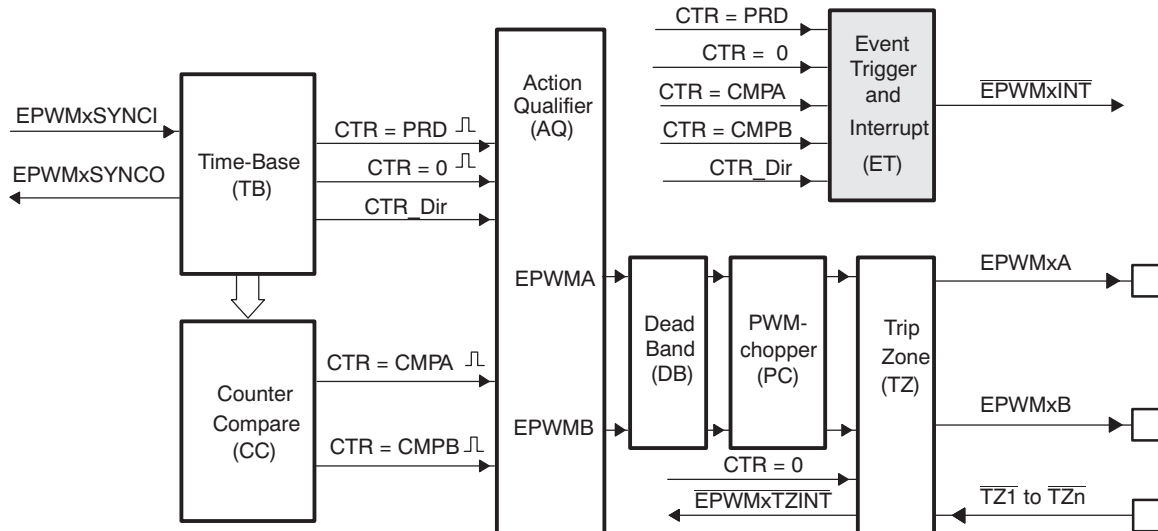 EPWMxSYNCI
EPWMxSYNCO
Time-Base
(TB)
CTR = PRD
CTR = 0
CTR_Dir
Counter
Compare
(CC)
CTR = CMPA
CTR = CMPB
Action
Qualifier
(AQ)
EPWMA
EPWMB
CTR = PRD
CTR = 0
CTR = CMPA
CTR = CMPB
CTR_Dir
Event
Trigger
and
Interrupt
(ET)
EPWMxINT
Dead
Band
(DB)
PWM-
chopper
(PC)
CTR = 0
EPWMxTZINT
Trip
Zone
(TZ)
EPWMxA
EPWMxB
TZ1 to TZn